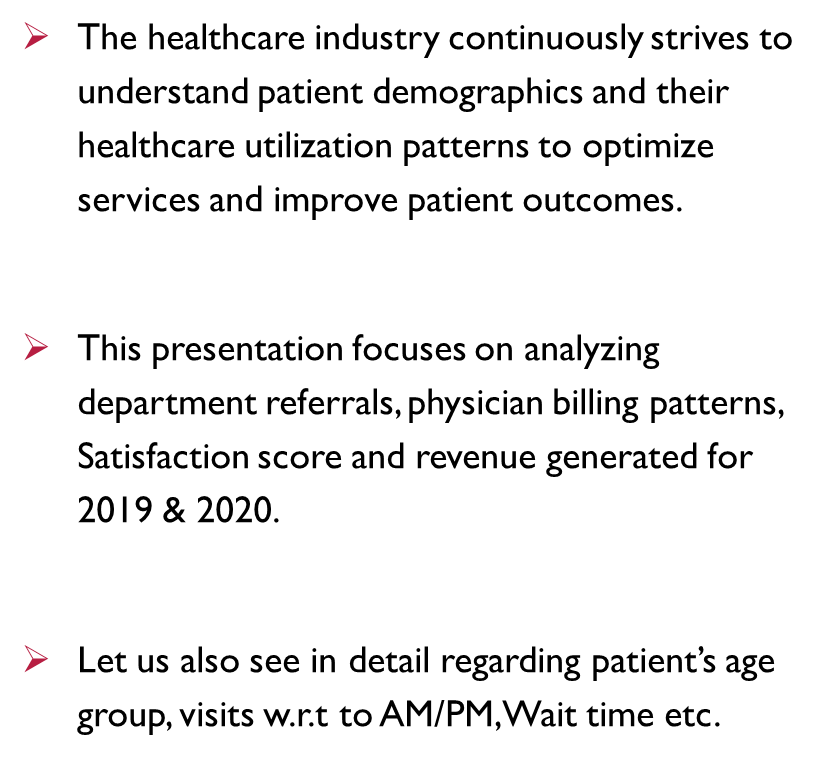 The healthcare industry continuously strives to
understand patient demographics and their
healthcare utilization patterns to optimize
services and improve patient outcomes.
This presentation focuses on analyzing
department referrals, physician billing patterns,
Satisfaction score and revenue generated for
2019 & 2020.
Let us also see in detail regarding patient’s age
group, visits w.r.t to AM/PM, Wait time etc.